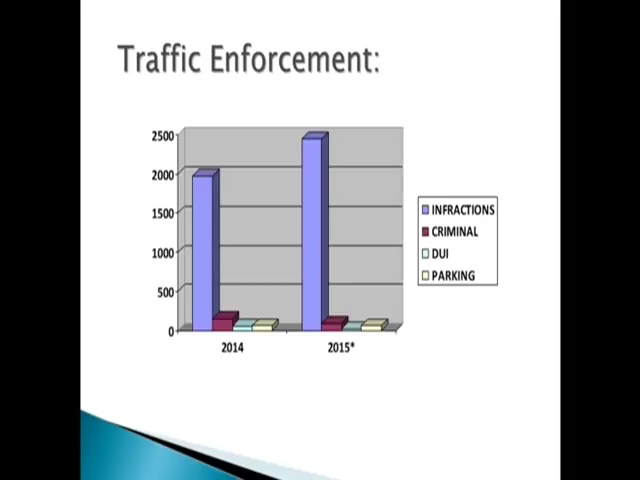 Traffic Enforcement:
2500
2000
1500
1000
500
0
2014
2015*
INFRACTIONS
CRIMINAL
DUI
PARKING